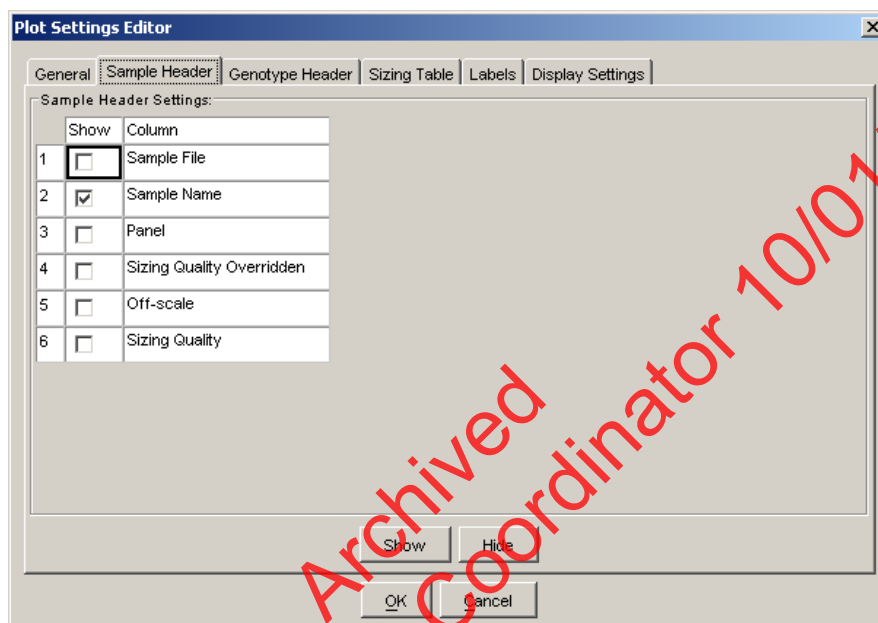 Plot Settings Editor
General Sample Header Genotype Header Sizing Table Labels Display Settings
Sample Header Settings:
Show Column
1 Sample File
2 Sample Name
3 Panel
4 Sizing Quality Overridden
5 Off-scale
6 Sizing Quality
Show Hide
OK Cancel
Archived
Coordinator 10/01